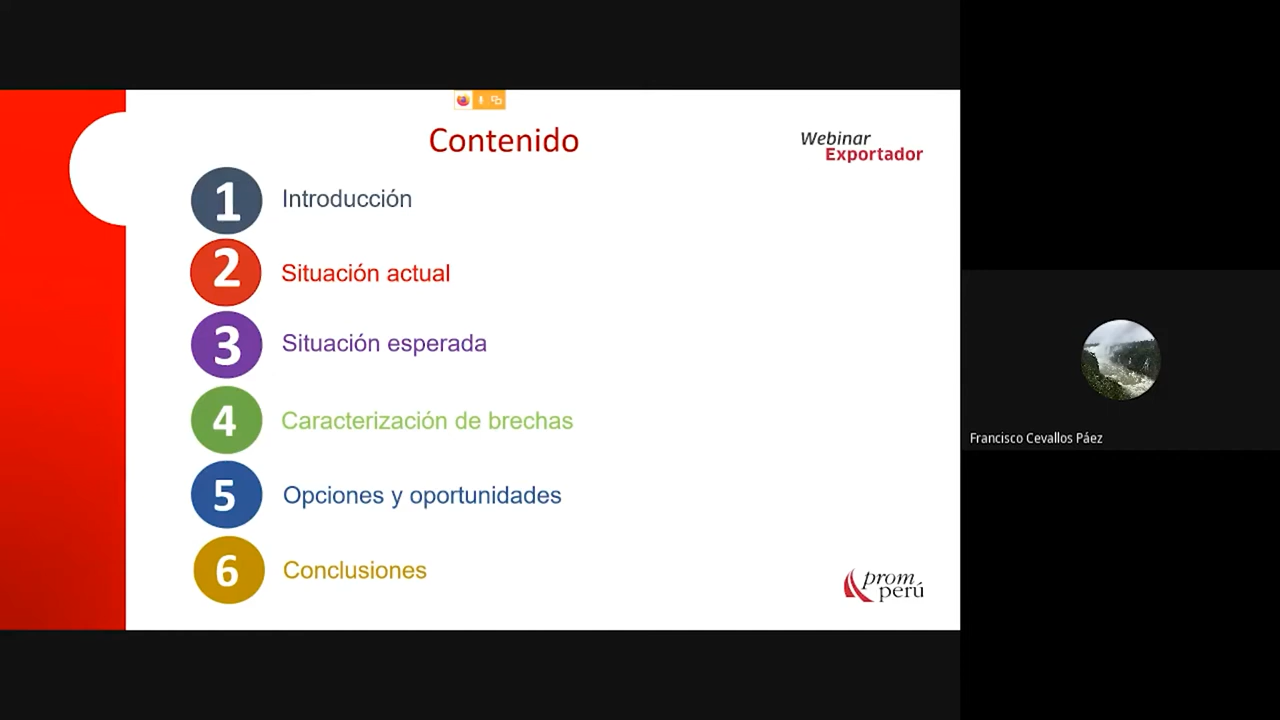 Contenido
Webinar
Exportador
1 Introducción
2 Situación actual
3 Situación esperada
4 Caracterización de brechas
5 Opciones y oportunidades
6 Conclusiones
prom
perú
Francisco Cevallos Páez